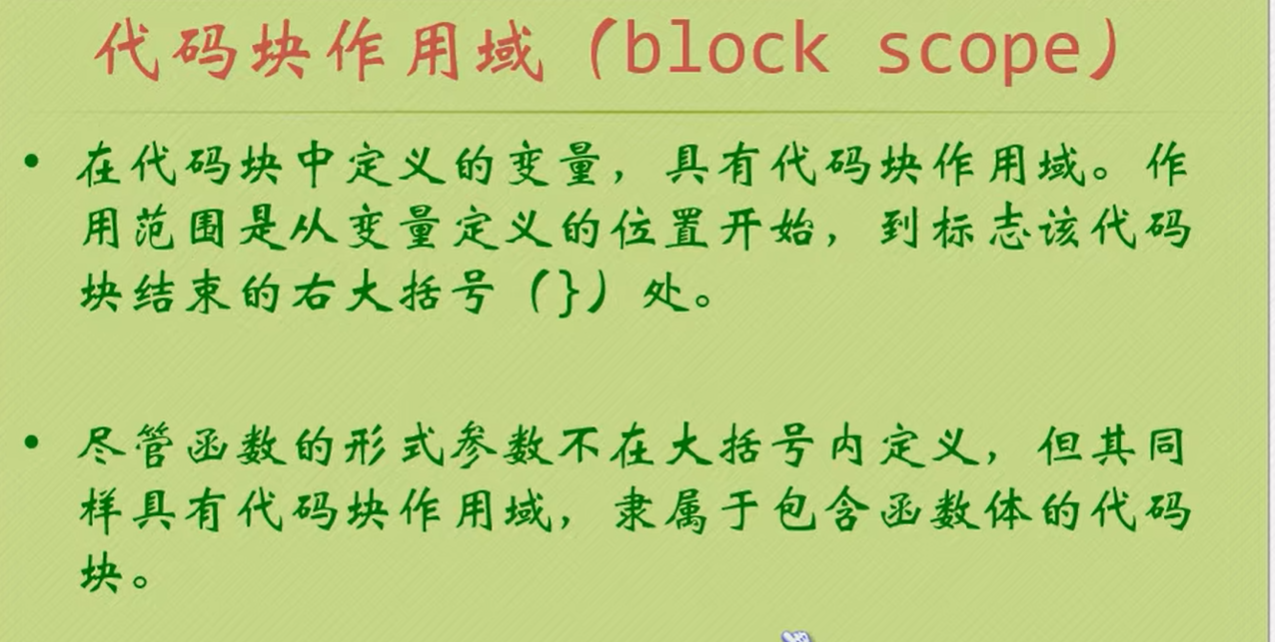 代码块作用域（block scope）
• 在代码块中定义的变量，具有代码块作用域。作
用范围是从变量定义的位置开始，到标志该代码
块结束的右大括号（}）处。
• 尽管函数的形式参数不在大括号内定义，但其同
样具有代码块作用域，隶属于包含函数体的代码
块。